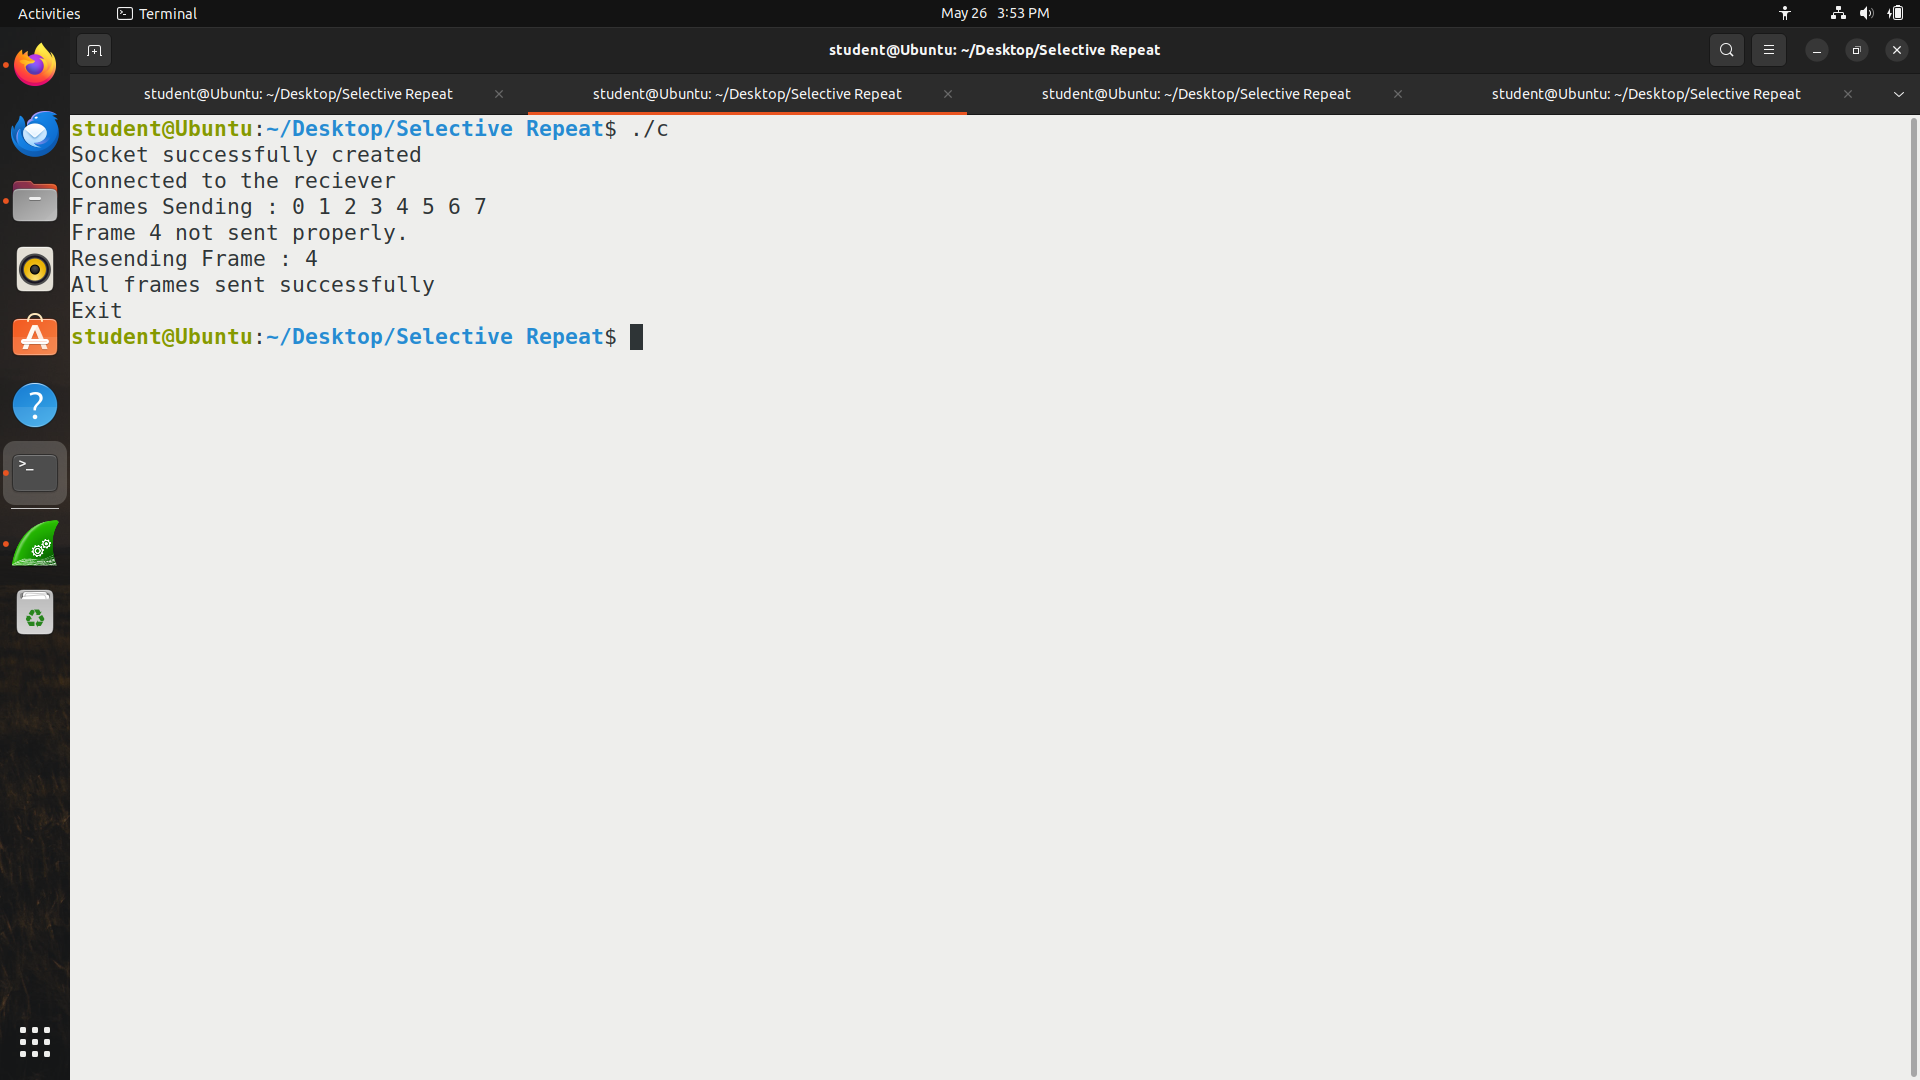 Activities
Terminal
May 26 3:53 PM
student@Ubuntu: ~/Desktop/Selective Repeat
student@Ubuntu: ~/Desktop/Selective Repeat
student@Ubuntu: ~/Desktop/Selective Repeat
student@Ubuntu: ~/Desktop/Selective Repeat
student@Ubuntu: ~/Desktop/Selective Repeat
student@Ubuntu:~/Desktop/Selective Repeat$ ./c
Socket successfully created
Connected to the reciever
Frames Sending : 0 1 2 3 4 5 6 7
Frame 4 not sent properly.
Resending Frame : 4
All frames sent successfully
Exit
student@Ubuntu:~/Desktop/Selective Repeat$